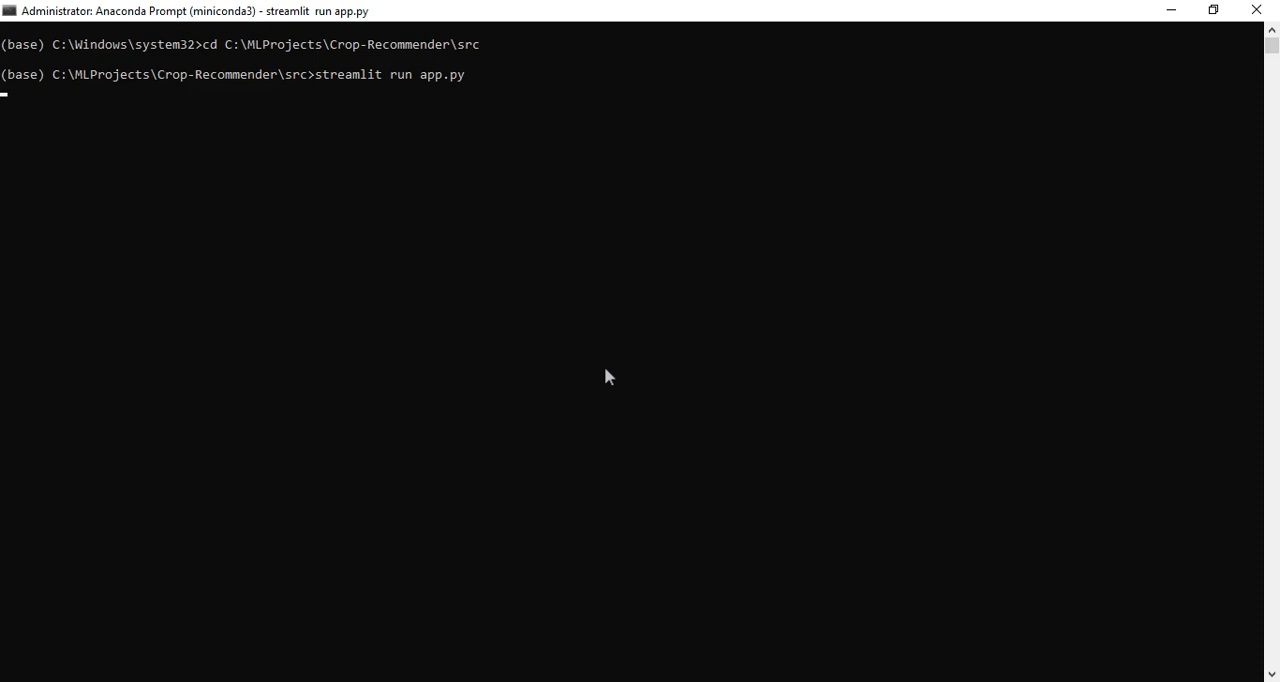 Administrator: Anaconda Prompt (miniconda3) - streamlit run app.py
(base) C:\Windows\system32>cd C:\MLProjects\Crop-Recommender\src
(base) C:\MLProjects\Crop-Recommender\src>streamlit run app.py